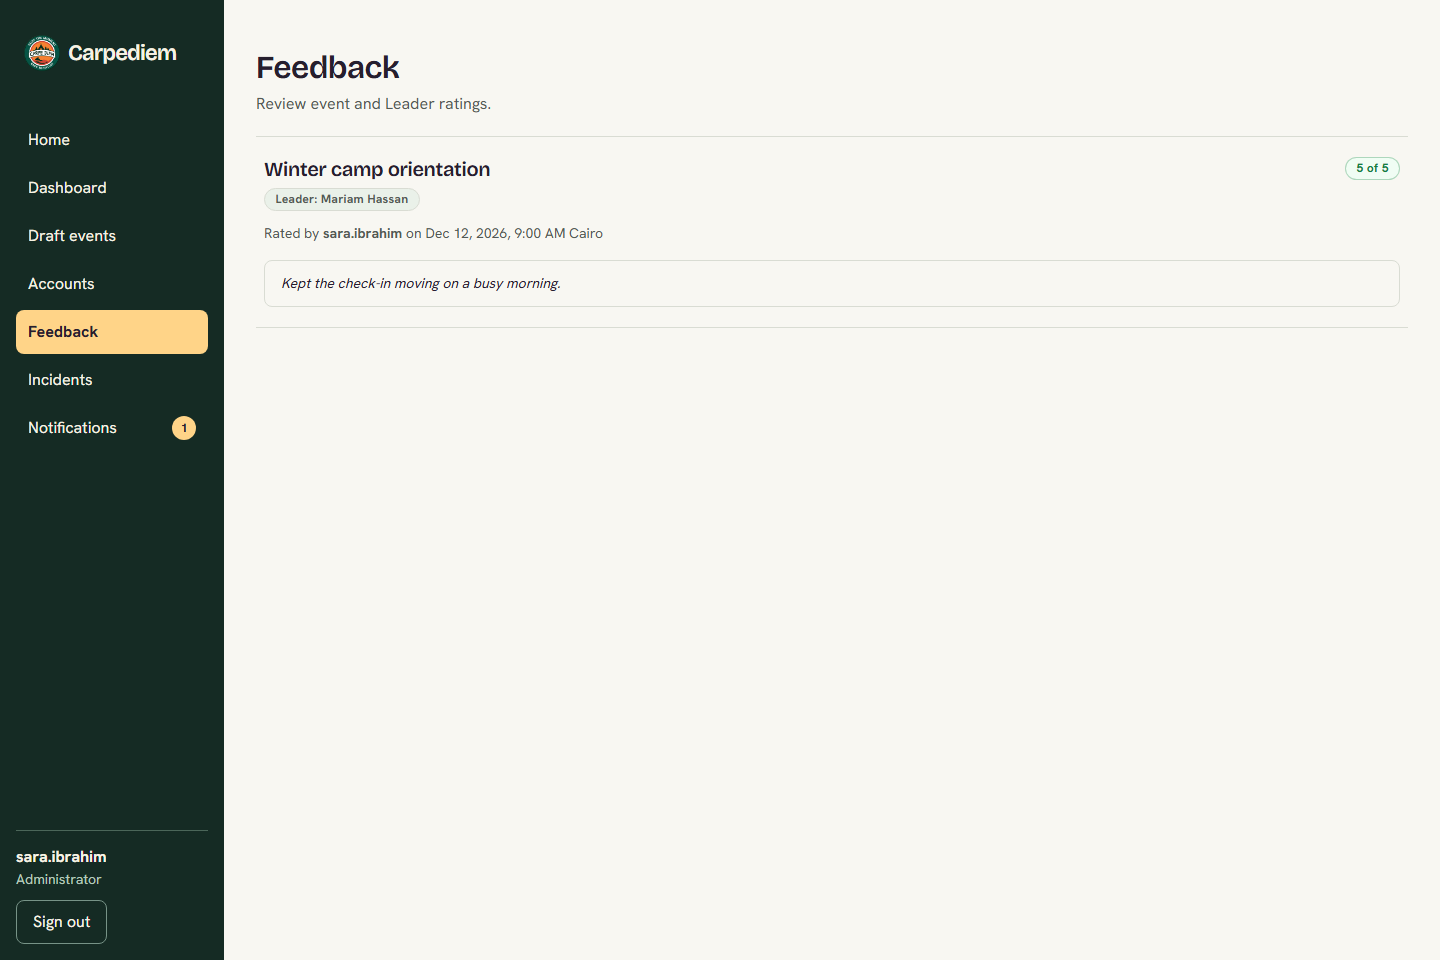 Carpediem
Home
Dashboard
Draft events
Accounts
Feedback
Incidents
Notifications 1
sara.ibrahim
Administrator
Sign out
Feedback
Review event and Leader ratings.
Winter camp orientation
5 of 5
Leader: Mariam Hassan
Rated by sara.ibrahim on Dec 12, 2026, 9:00 AM Cairo
Kept the check-in moving on a busy morning.